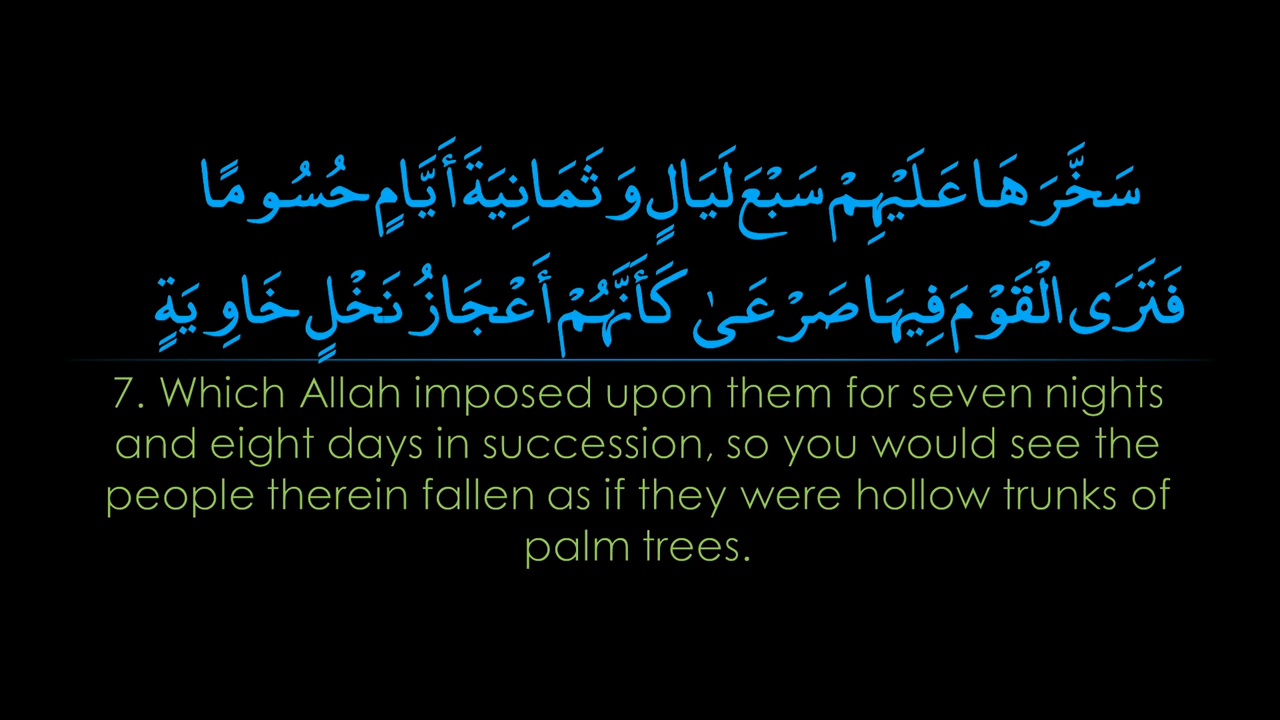 سَخَّرَهَا عَلَيْهِمْ سَبْعَ لَيَالٍ وَثَمَانِيَةَ أَيَّامٍ حُسُومًا
فَتَرَى الْقَوْمَ فِيهَا صَرْعَىٰ كَأَنَّهُمْ أَعْجَازُ نَخْلٍ خَاوِيَةٍ
7. Which Allah imposed upon them for seven nights
and eight days in succession, so you would see the
people therein fallen as if they were hollow trunks of
palm trees.